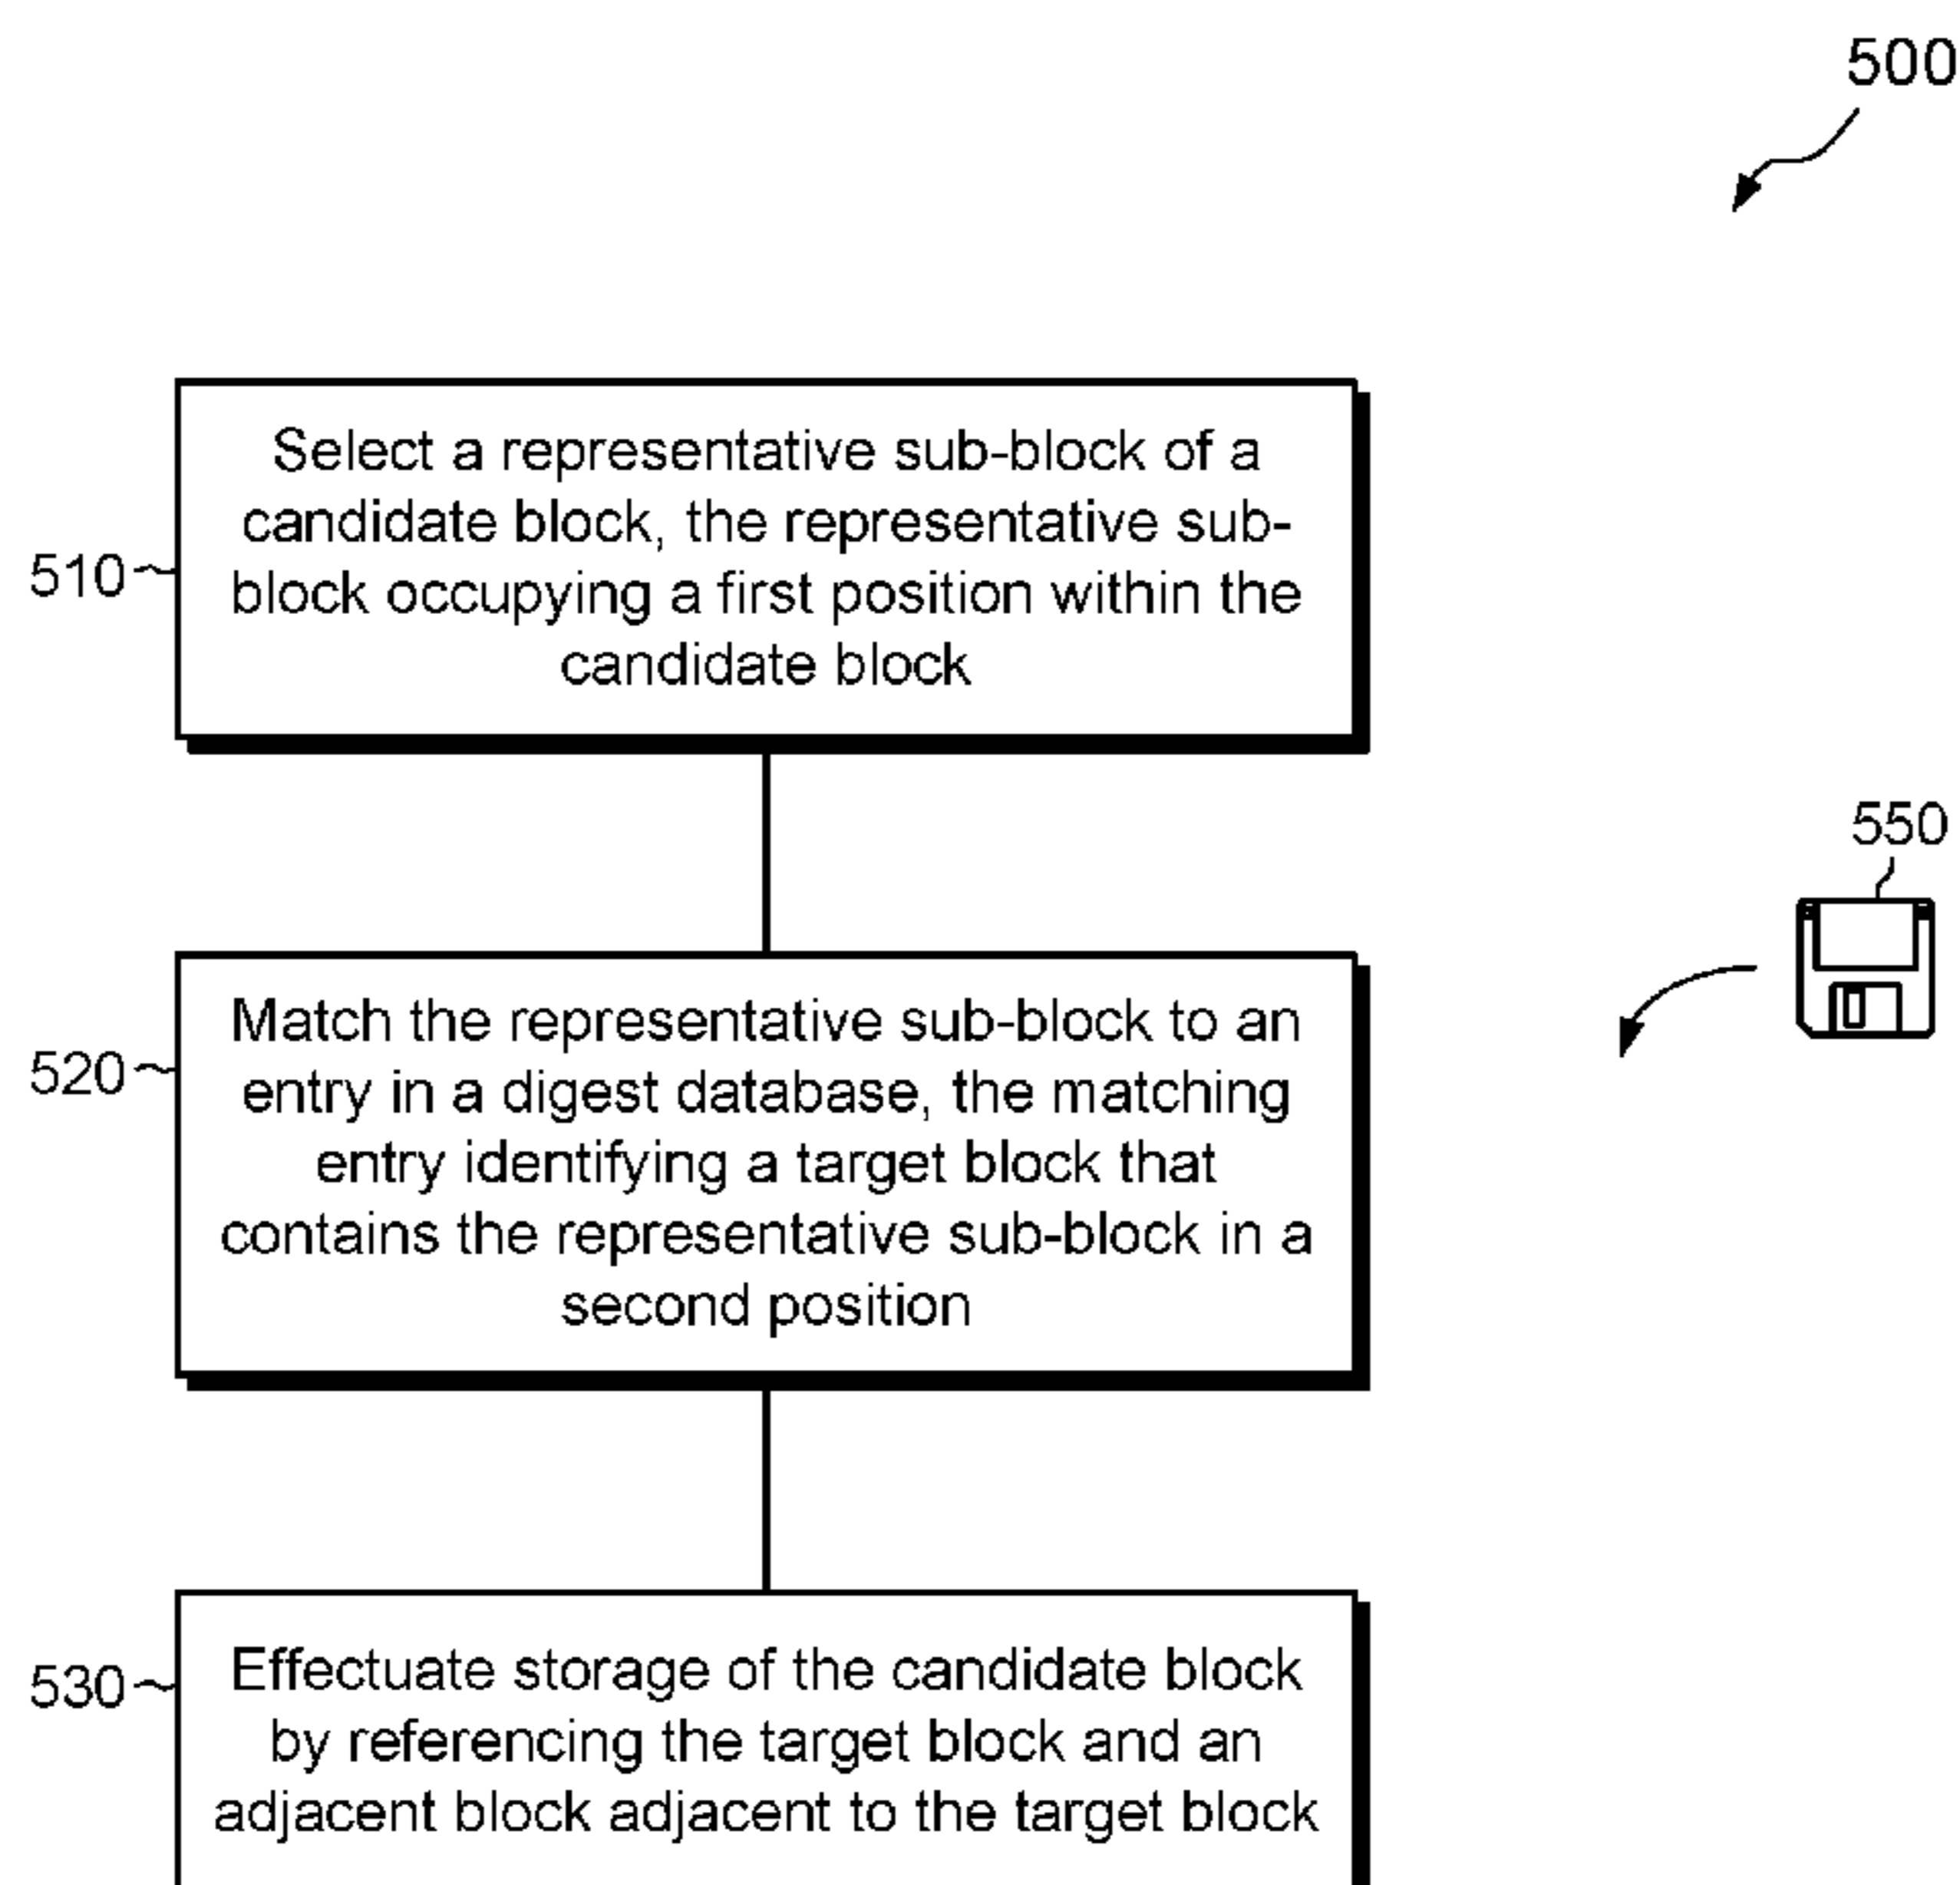 500
Select a representative sub-block of a
candidate block, the representative sub-
block occupying a first position within the
candidate block
510
550
Match the representative sub-block to an
entry in a digest database, the matching
entry identifying a target block that
contains the representative sub-block in a
second position
520
Effectuate storage of the candidate block
by referencing the target block and an
adjacent block adjacent to the target block
530